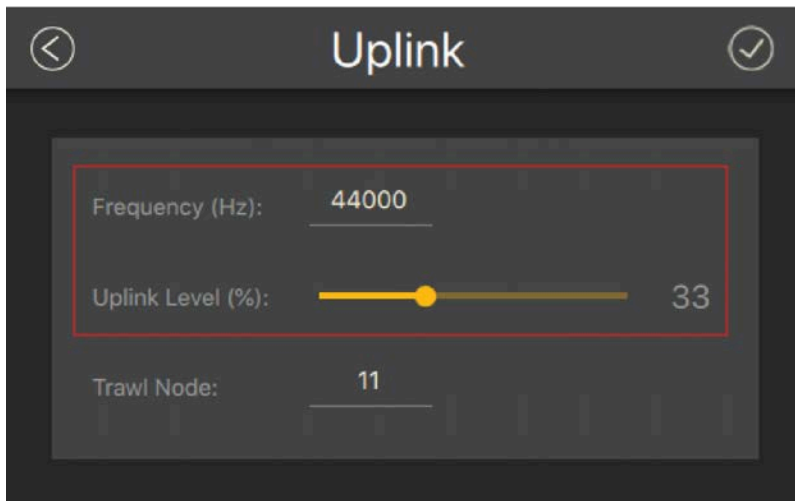 Uplink
Frequency (Hz): 44000
Uplink Level (%): 33
Trawl Node: 11